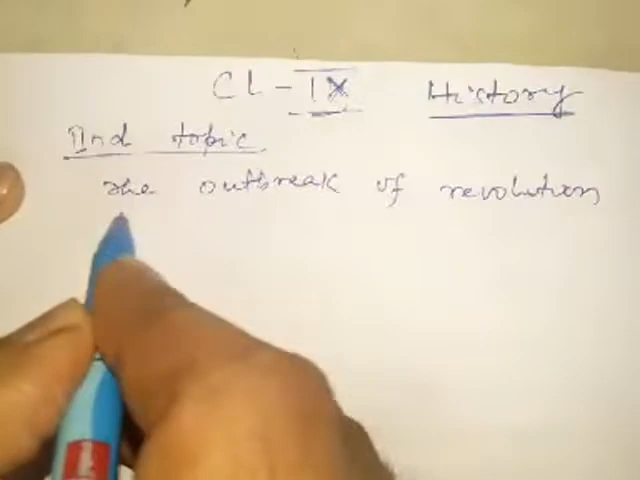 Cl - IX History
IInd topic
The outbreak of revolution